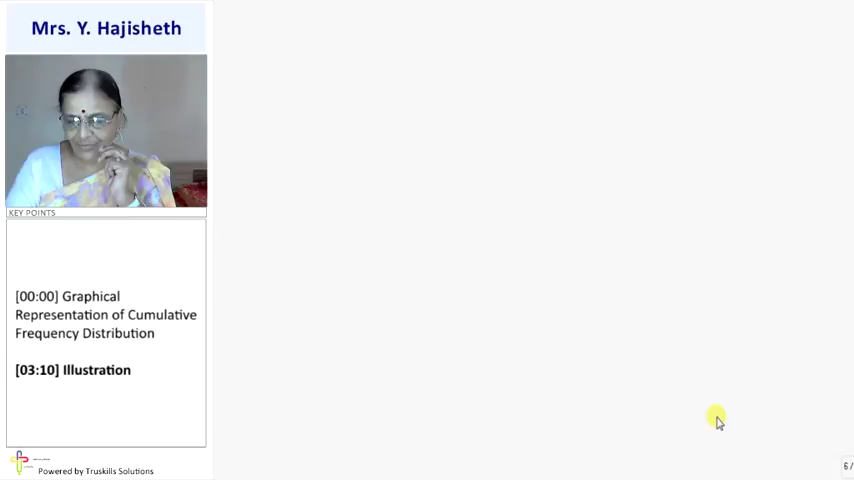 Mrs. Y. Hajisheth
KEY POINTS
[00:00] Graphical
Representation of Cumulative
Frequency Distribution
[03:10] Illustration
Powered by Truskills Solutions
6 /